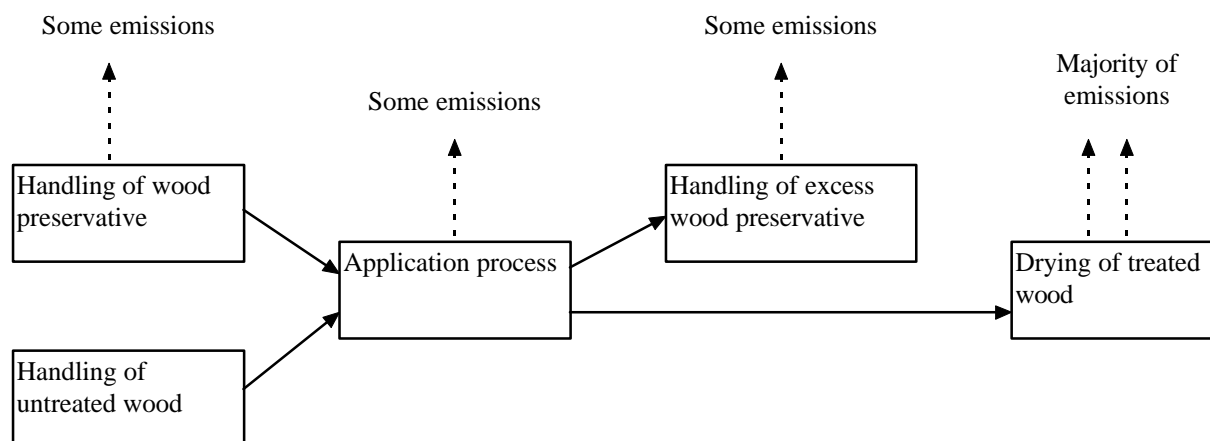 Some emissions
Some emissions
Majority of
emissions
Some emissions
Handling of wood
preservative
Handling of excess
wood preservative
Application process
Drying of treated
wood
Handling of
untreated wood